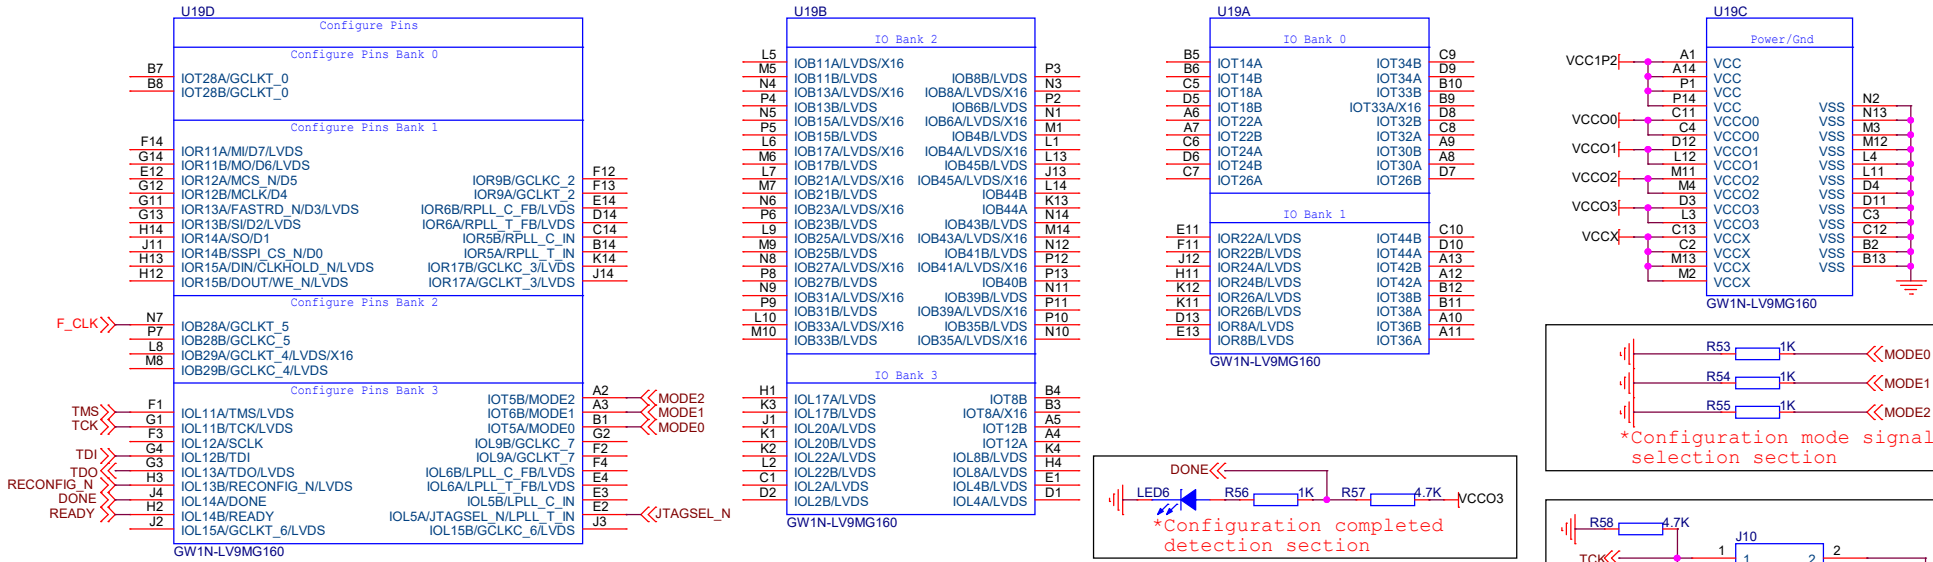 U19D
Configure Pins
Configure Pins Bank 0
B7 IOT28A/GCLKT_0
B8 IOT28B/GCLKT_0
Configure Pins Bank 1
F14 IOR11A/MI/D7/LVDS
G14 IOR11B/MO/D6/LVDS
E12 IOR12A/MCS_N/D5 IOR9B/GCLKC_2 F12
G12 IOR12B/MCLK/D4 IOR9A/GCLKT_2 F13
G11 IOR13A/FASTRD_N/D3/LVDS IOR6B/RPLL_C_FB/LVDS E14
G13 IOR13B/SI/D2/LVDS IOR6A/RPLL_T_FB/LVDS D14
H14 IOR14A/SO/D1 IOR5B/RPLL_C_IN C14
J11 IOR14B/SSPI_CS_N/D0 IOR5A/RPLL_T_IN B14
H13 IOR15A/DIN/CLKHOLD_N/LVDS IOR17B/GCLKC_3/LVDS K14
H12 IOR15B/DOUT/WE_N/LVDS IOR17A/GCLKT_3/LVDS J14
Configure Pins Bank 2
F_CLK N7 IOB28A/GCLKT_5
P7 IOB28B/GCLKC_5
L8 IOB29A/GCLKT_4/LVDS/X16
M8 IOB29B/GCLKC_4/LVDS
Configure Pins Bank 3
IOT5B/MODE2 A2 MODE2
TMS F1 IOL11A/TMS/LVDS IOT6B/MODE1 A3 MODE1
TCK G1 IOL11B/TCK/LVDS IOT5A/MODE0 B1 MODE0
F3 IOL12A/SCLK IOL9B/GCLKC_7 G2
TDI G4 IOL12B/TDI IOL9A/GCLKT_7 F2
TDO G3 IOL13A/TDO/LVDS IOL6B/LPLL_C_FB/LVDS F4
RECONFIG_N H3 IOL13B/RECONFIG_N/LVDS IOL6A/LPLL_T_FB/LVDS E4
DONE J4 IOL14A/DONE IOL5B/LPLL_C_IN E3
READY H2 IOL14B/READY IOL5A/JTAGSEL_N/LPLL_T_IN E2 JTAGSEL_N
J2 IOL15A/GCLKT_6/LVDS IOL15B/GCLKC_6/LVDS J3
GW1N-LV9MG160
U19B
IO Bank 2
L5 IOB11A/LVDS/X16
M5 IOB11B/LVDS IOB8B/LVDS P3
N4 IOB13A/LVDS/X16 IOB8A/LVDS/X16 N3
P4 IOB13B/LVDS IOB6B/LVDS P2
N5 IOB15A/LVDS/X16 IOB6A/LVDS/X16 N1
P5 IOB15B/LVDS IOB4B/LVDS M1
L6 IOB17A/LVDS/X16 IOB4A/LVDS/X16 L1
M6 IOB17B/LVDS IOB45B/LVDS L13
L7 IOB21A/LVDS/X16 IOB45A/LVDS/X16 J13
M7 IOB21B/LVDS IOB44B L14
N6 IOB23A/LVDS/X16 IOB44A K13
P6 IOB23B/LVDS IOB43B/LVDS N14
L9 IOB25A/LVDS/X16 IOB43A/LVDS/X16 M14
M9 IOB25B/LVDS IOB41B/LVDS N12
N8 IOB27A/LVDS/X16 IOB41A/LVDS/X16 P12
P8 IOB27B/LVDS IOB40B P13
N9 IOB31A/LVDS/X16 IOB39B/LVDS N11
P9 IOB31B/LVDS IOB39A/LVDS/X16 P11
L10 IOB33A/LVDS/X16 IOB35B/LVDS P10
M10 IOB33B/LVDS IOB35A/LVDS/X16 N10
IO Bank 3
H1 IOL17A/LVDS IOT8B B4
K3 IOL17B/LVDS IOT8A/X16 B3
J1 IOL20A/LVDS IOT12B A5
K1 IOL20B/LVDS IOT12A A4
K2 IOL22A/LVDS IOL8B/LVDS K4
L2 IOL22B/LVDS IOL8A/LVDS H4
C1 IOL2A/LVDS IOL4B/LVDS E1
D2 IOL2B/LVDS IOL4A/LVDS D1
GW1N-LV9MG160
U19A
IO Bank 0
B5 IOT14A IOT34B C9
B6 IOT14B IOT34A D9
C5 IOT18A IOT33B B10
D5 IOT18B IOT33A/X16 B9
A6 IOT22A IOT32B D8
A7 IOT22B IOT32A C8
C6 IOT24A IOT30B A9
D6 IOT24B IOT30A A8
C7 IOT26A IOT26B D7
IO Bank 1
E11 IOR22A/LVDS IOT44B C10
F11 IOR22B/LVDS IOT44A D10
J12 IOR24A/LVDS IOT42B A13
H11 IOR24B/LVDS IOT42A A12
K12 IOR26A/LVDS IOT38B B12
K11 IOR26B/LVDS IOT38A B11
D13 IOR8A/LVDS IOT36B A10
E13 IOR8B/LVDS IOT36A A11
GW1N-LV9MG160
DONE
LED6 R56 1K R57 4.7K VCCO3
*Configuration completed
detection section
U19C
Power/Gnd
VCC1P2 A1 VCC
A14 VCC
P1 VCC
P14 VCC VSS N2
VCCO0 C11 VCCO0 VSS N13
C4 VCCO0 VSS M3
VCCO1 D12 VCCO1 VSS M12
L12 VCCO1 VSS L4
VCCO2 M11 VCCO2 VSS L11
M4 VCCO2 VSS D4
VCCO3 D3 VCCO3 VSS D11
L3 VCCO3 VSS C3
VCCX C13 VCCX VSS C12
C2 VCCX VSS B2
M13 VCCX VSS B13
M2 VCCX
GW1N-LV9MG160
R53 1K MODE0
R54 1K MODE1
R55 1K MODE2
*Configuration mode signal
selection section
R58 4.7K
J10
TCK 1 1 2 2